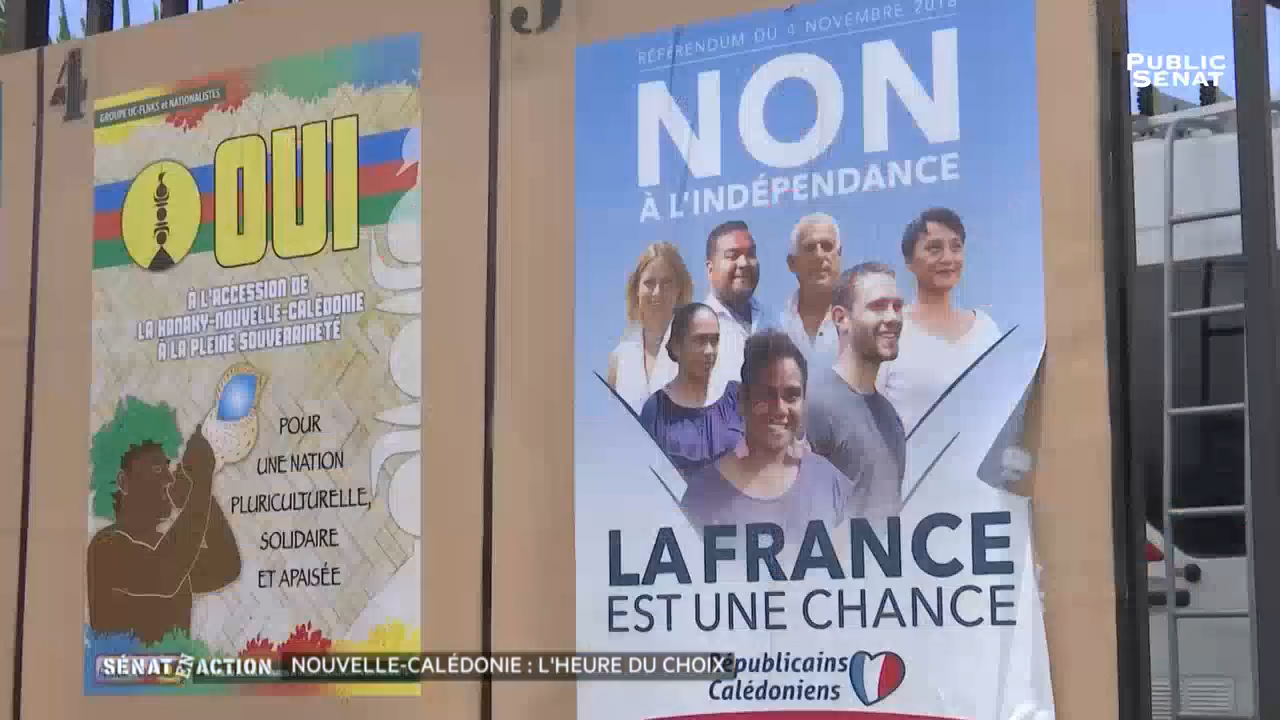 4
GROUPE UC-FLNKS et NATIONALISTES
OUI
À L'ACCESSION DE
LA KANAKY-NOUVELLE-CALÉDONIE
À LA PLEINE SOUVERAINETÉ
POUR
UNE NATION
PLURICULTURELLE,
SOLIDAIRE
ET APAISÉE
RÉFÉRENDUM DU 4 NOVEMBRE 2018
NON
À L'INDÉPENDANCE
LA FRANCE
EST UNE CHANCE
Républicains
Calédoniens
PUBLIC
SÉNAT
SÉNAT EN ACTION NOUVELLE-CALÉDONIE : L'HEURE DU CHOIX